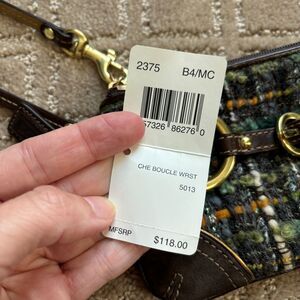 2375 B4/MC
57326 86276 0
CHE BOUCLE WRST
5013
MFSRP $118.00